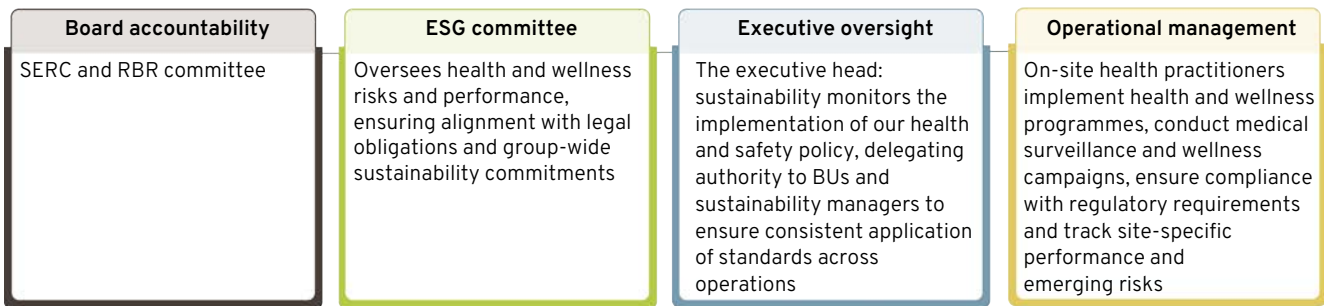 Board accountability
SERC and RBR committee
ESG committee
Oversees health and wellness
risks and performance,
ensuring alignment with legal
obligations and group-wide
sustainability commitments
Executive oversight
The executive head:
sustainability monitors the
implementation of our health
and safety policy, delegating
authority to BUs and
sustainability managers to
ensure consistent application
of standards across
operations
Operational management
On-site health practitioners
implement health and wellness
programmes, conduct medical
surveillance and wellness
campaigns, ensure compliance
with regulatory requirements
and track site-specific
performance and
emerging risks